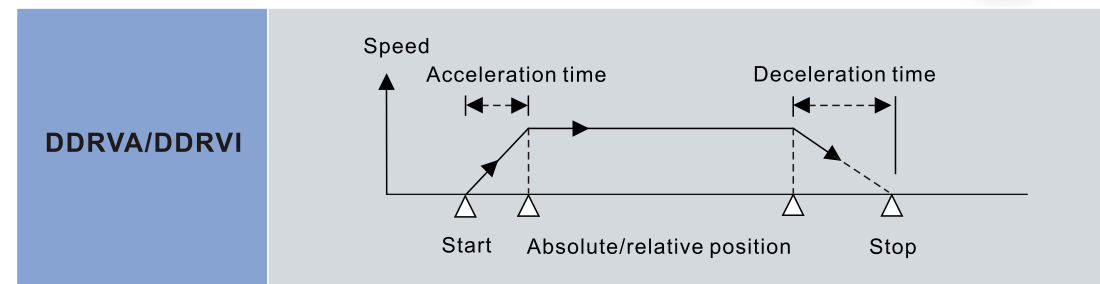 DDRVA/DDRVI
Speed
Acceleration time
Deceleration time
Start
Absolute/relative position
Stop